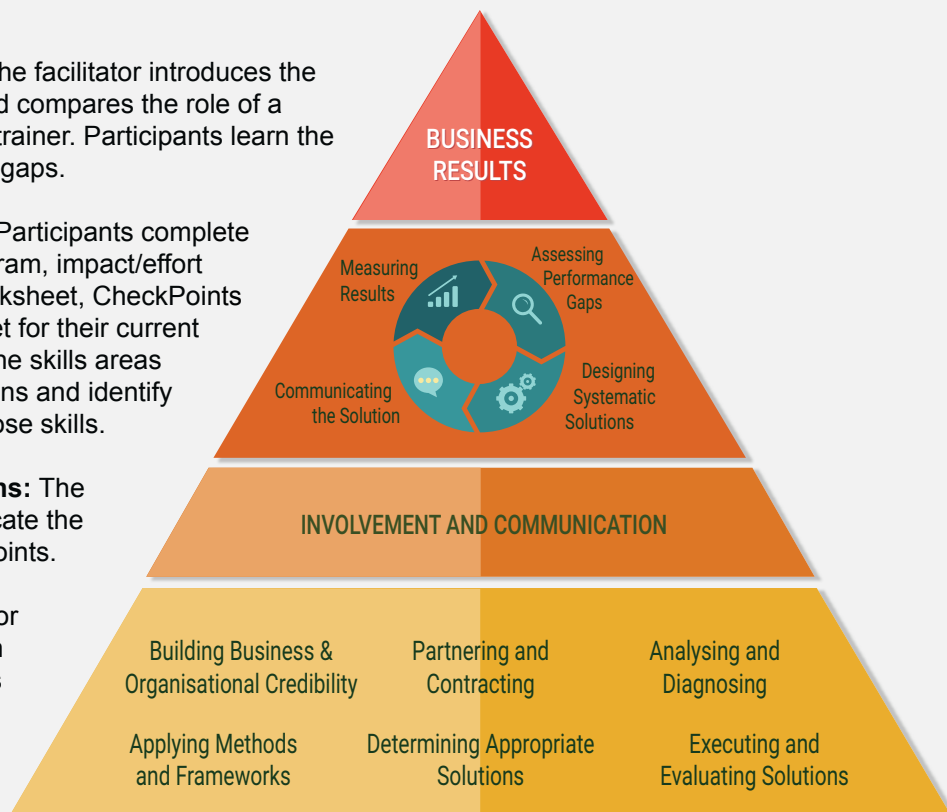 he facilitator introduces the
d compares the role of a
trainer. Participants learn the
gaps.
Participants complete
ram, impact/effort
ksheet, CheckPoints
et for their current
ne skills areas
ns and identify
ose skills.
ns: The
cate the
oints.
or
BUSINESS
RESULTS
Measuring
Results
Assessing
Performance
Gaps
Communicating
the Solution
Designing
Systematic
Solutions
INVOLVEMENT AND COMMUNICATION
Building Business &
Organisational Credibility
Partnering and
Contracting
Analysing and
Diagnosing
Applying Methods
and Frameworks
Determining Appropriate
Solutions
Executing and
Evaluating Solutions